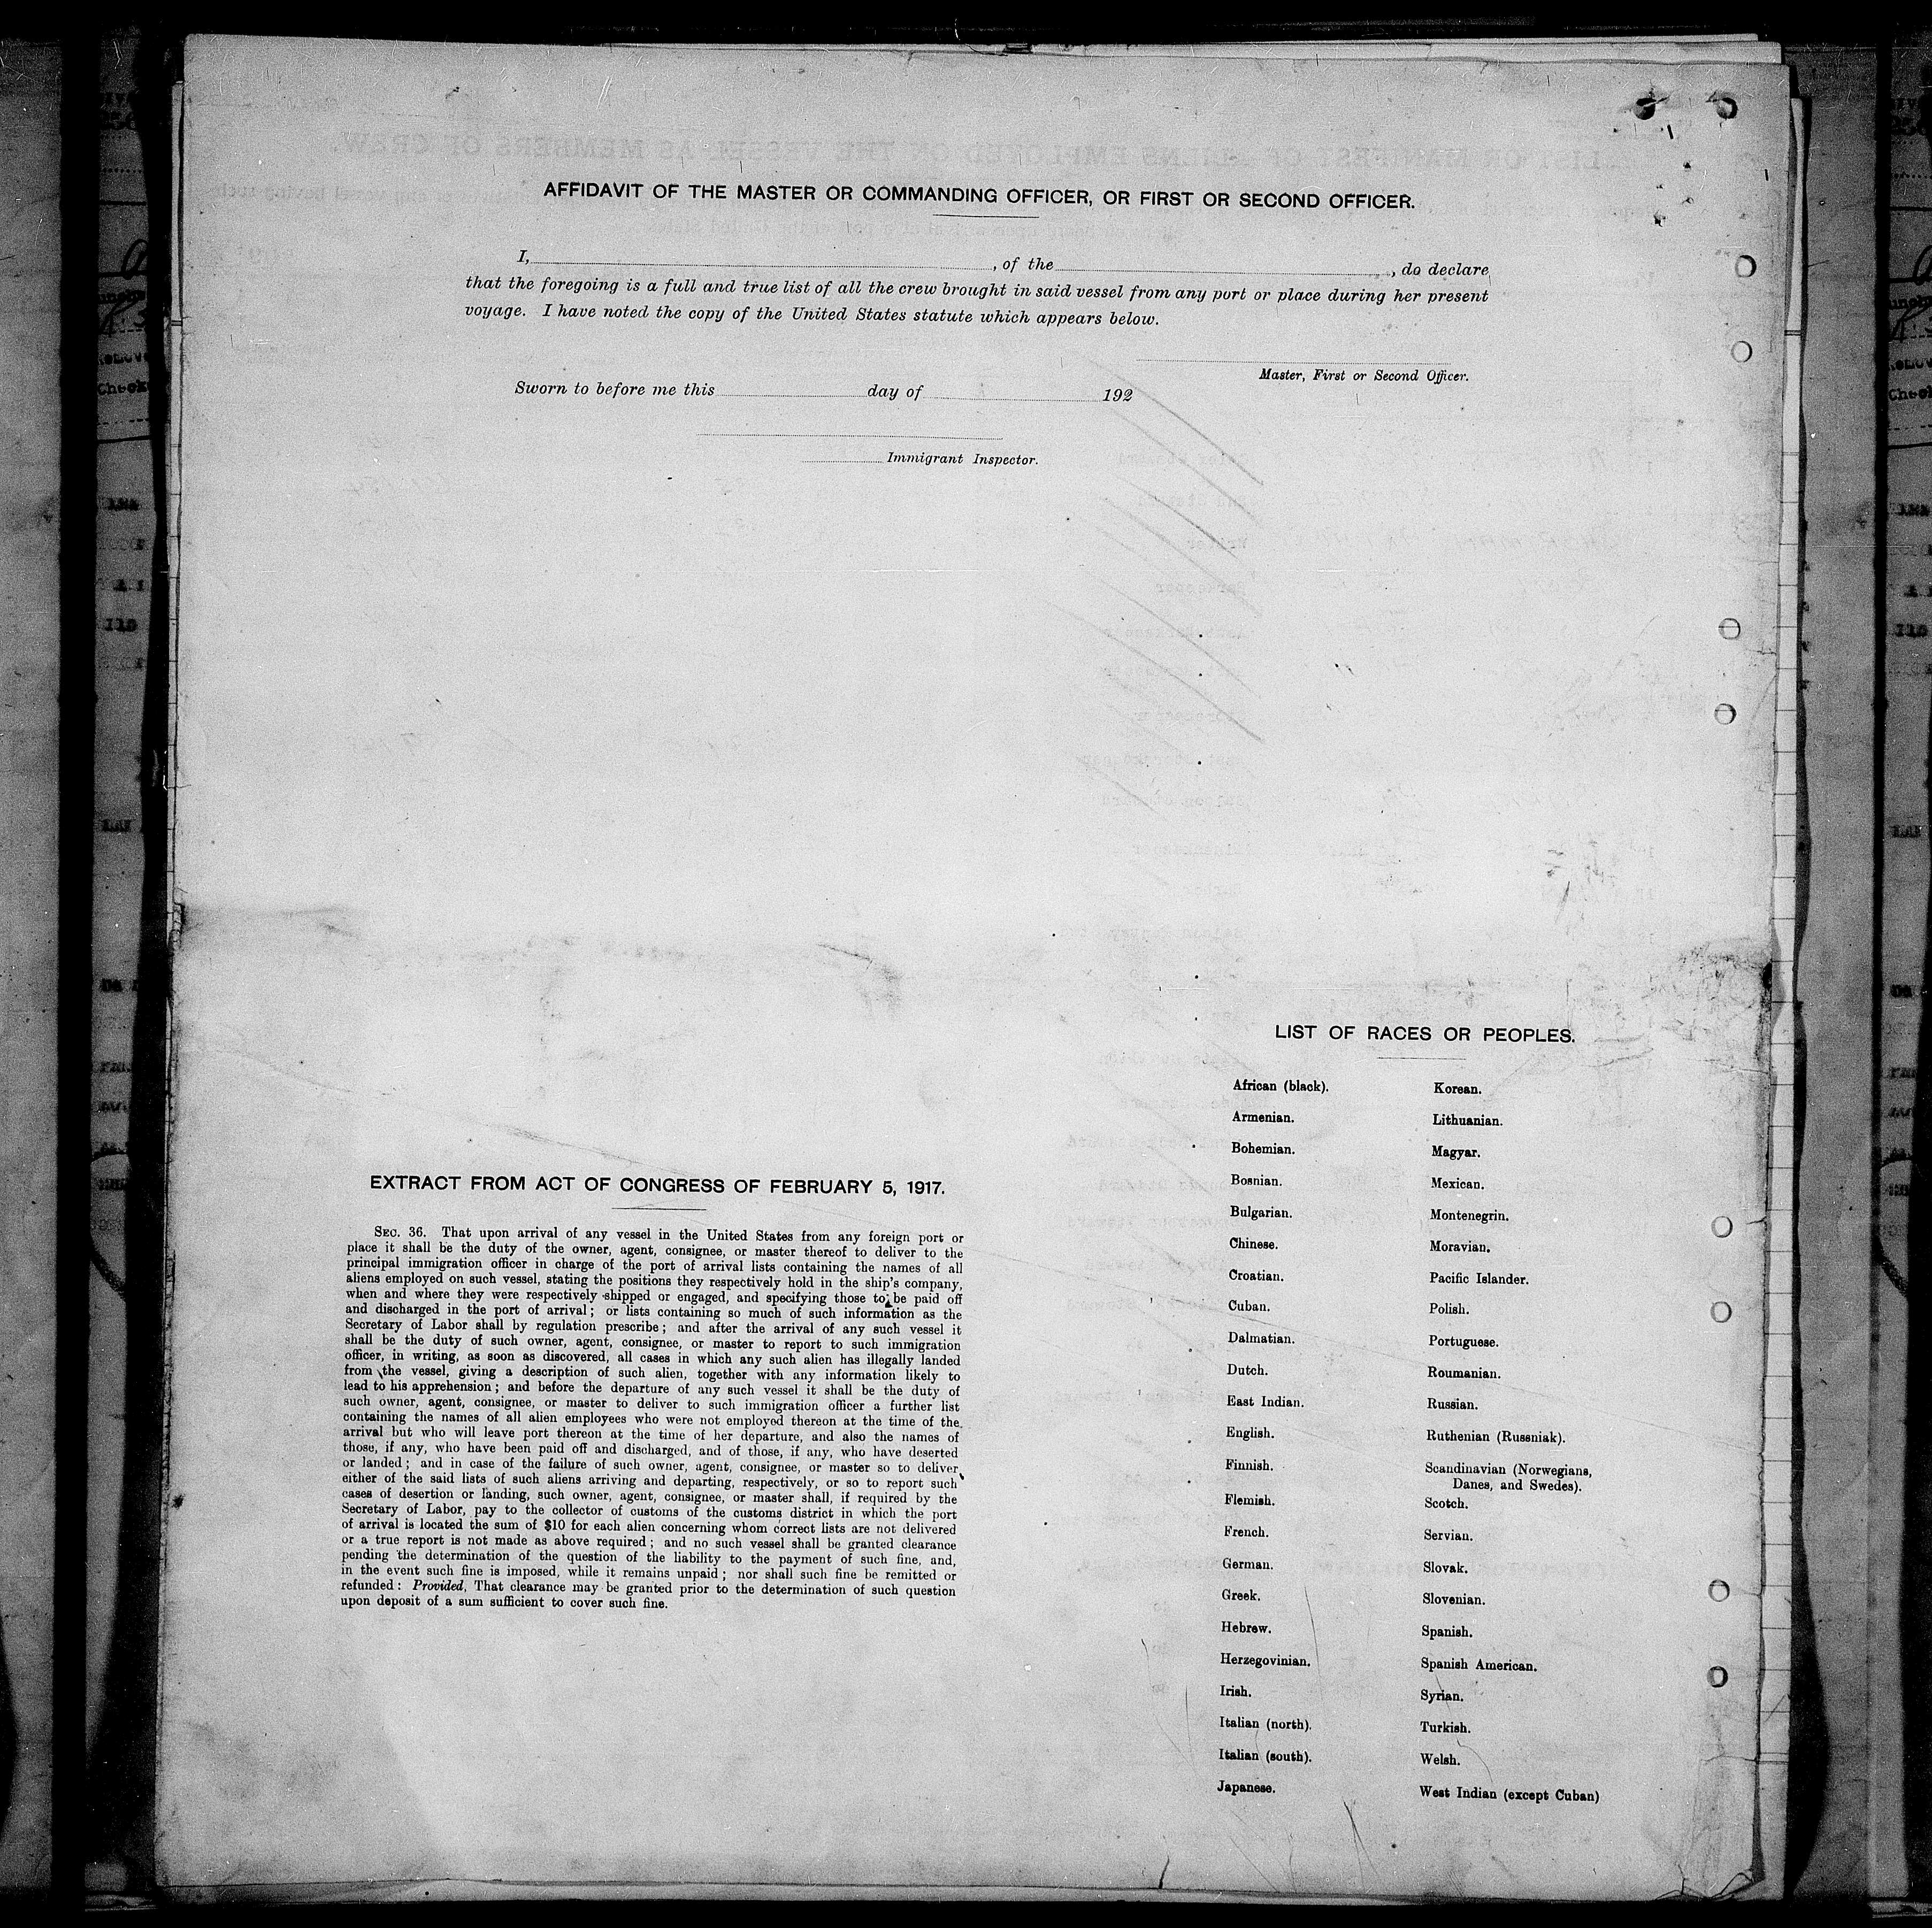 AFFIDAVIT OF THE MASTER OR COMMANDING OFFICER, OR FIRST OR SECOND OFFICER.
I, , of the , do declare
that the foregoing is a full and true list of all the crew brought in said vessel from any port or place during her present
voyage. I have noted the copy of the United States statute which appears below.
Master, First or Second Officer.
Sworn to before me this day of 192
Immigrant Inspector.
EXTRACT FROM ACT OF CONGRESS OF FEBRUARY 5, 1917.
SEC. 36. That upon arrival of any vessel in the United States from any foreign port or
place it shall be the duty of the owner, agent, consignee, or master thereof to deliver to the
principal immigration officer in charge of the port of arrival lists containing the names of all
aliens employed on such vessel, stating the positions they respectively hold in the ship's company,
when and where they were respectively shipped or engaged, and specifying those to be paid off
and discharged in the port of arrival; or lists containing so much of such information as the
Secretary of Labor shall by regulation prescribe; and after the arrival of any such vessel it
shall be the duty of such owner, agent, consignee, or master to report to such immigration
officer, in writing, as soon as discovered, all cases in which any such alien has illegally landed
from the vessel, giving a description of such alien, together with any information likely to
lead to his apprehension; and before the departure of any such vessel it shall be the duty of
such owner, agent, consignee, or master to deliver to such immigration officer a further list
containing the names of all alien employees who were not employed thereon at the time of the
arrival but who will leave port thereon at the time of her departure, and also the names of
those, if any, who have been paid off and discharged, and of those, if any, who have deserted
or landed; and in case of the failure of such owner, agent, consignee, or master so to deliver
either of the said lists of such aliens arriving and departing, respectively, or so to report such
cases of desertion or landing, such owner, agent, consignee, or master shall, if required by the
Secretary of Labor, pay to the collector of customs of the customs district in which the port
of arrival is located the sum of $10 for each alien concerning whom correct lists are not delivered
or a true report is not made as above required; and no such vessel shall be granted clearance
pending the determination of the question of the liability to the payment of such fine, and,
in the event such fine is imposed, while it remains unpaid; nor shall such fine be remitted or
refunded: Provided, That clearance may be granted prior to the determination of such question
upon deposit of a sum sufficient to cover such fine.
LIST OF RACES OR PEOPLES.
African (black).
Armenian.
Bohemian.
Bosnian.
Bulgarian.
Chinese.
Croatian.
Cuban.
Dalmatian.
Dutch.
East Indian.
English.
Finnish.
Flemish.
French.
German.
Greek.
Hebrew.
Herzegovinian.
Irish.
Italian (north).
Italian (south).
Japanese.
Korean.
Lithuanian.
Magyar.
Mexican.
Montenegrin.
Moravian.
Pacific Islander.
Polish.
Portuguese.
Roumanian.
Russian.
Ruthenian (Russniak).
Scandinavian (Norwegians,
Danes, and Swedes).
Scotch.
Servian.
Slovak.
Slovenian.
Spanish.
Spanish American.
Syrian.
Turkish.
Welsh.
West Indian (except Cuban)